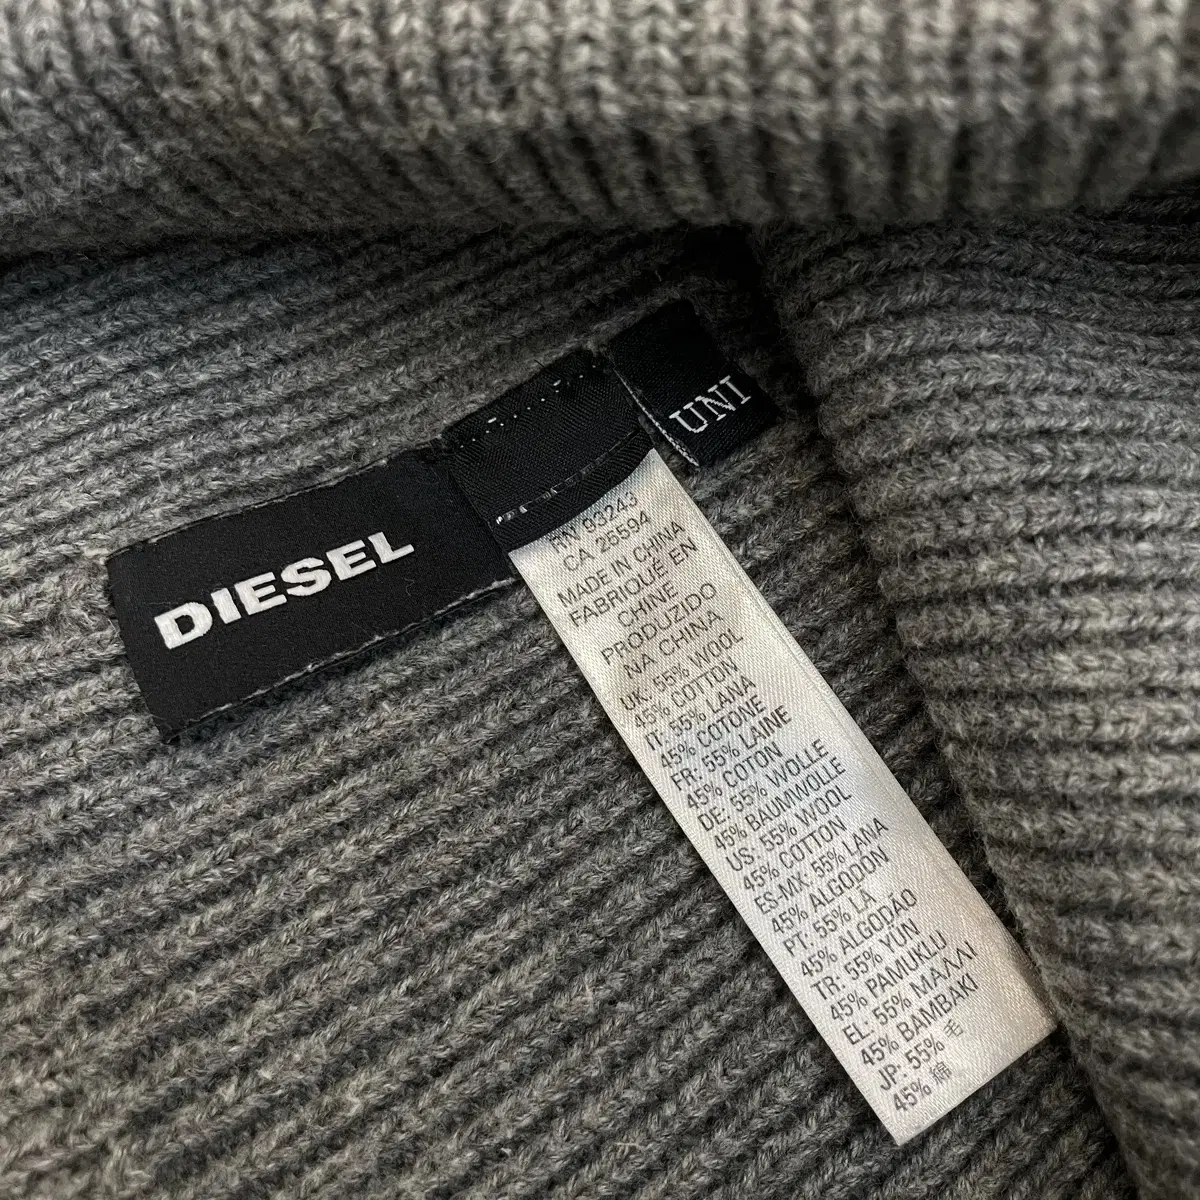 DIESEL
UNI
RN 93243
CA 25594
MADE IN CHINA
FABRIQUÉ EN
CHINE
PRODUZIDO
NA CHINA
UK: 55% WOOL
45% COTTON
IT: 55% LANA
45% COTONE
FR: 55% LAINE
45% COTON
DE: 55% WOLLE
45% BAUMWOLLE
US: 55% WOOL
45% COTTON
ES-MX: 55% LANA
45% ALGODON
PT: 55% LÃ
45% ALGODÃO
TR: 55% YUN
45% PAMUKLU
EL: 55% ΜΑΛΛΙ
45% ΒΑΜΒΑΚΙ
JP: 55% 毛
45% 綿